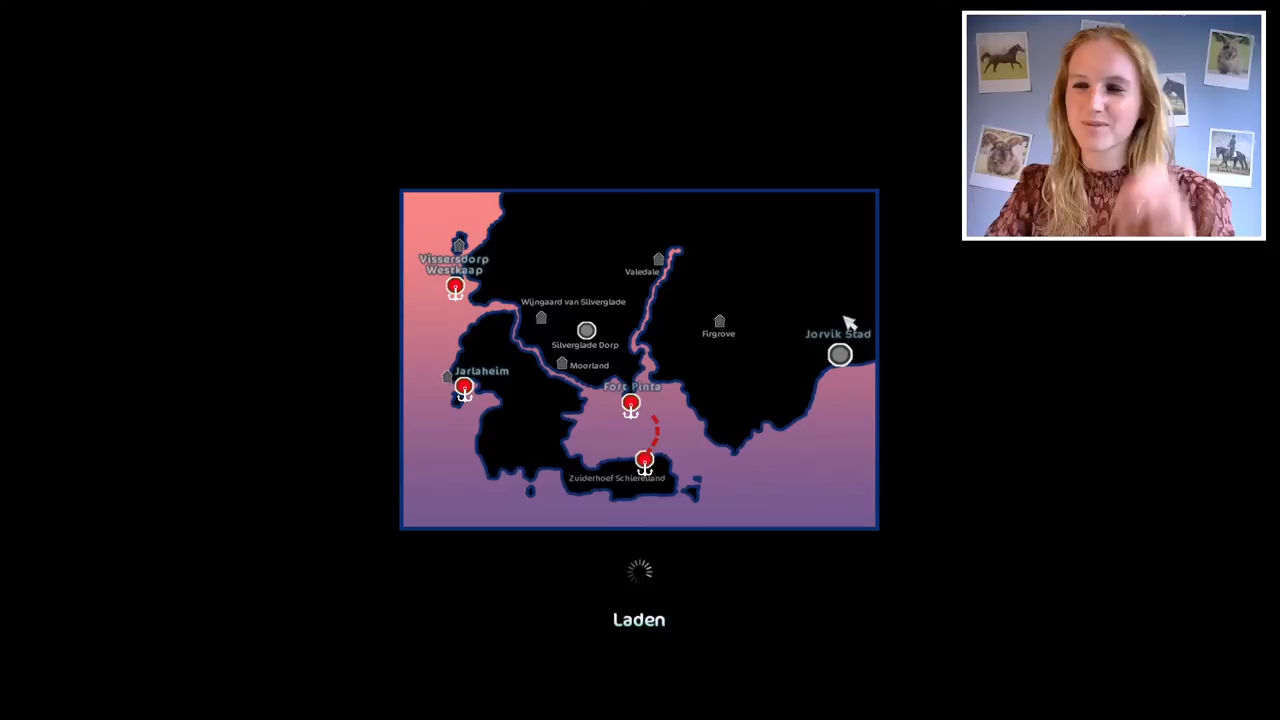 Vissersdorp
Westkaap
Valedale
Wijngaard van Silverglade
Firgrove
Jorvik Stad
Silverglade Dorp
Moorland
Jarlaheim
Fort Pinta
Zuiderhoef Schiereiland
Laden